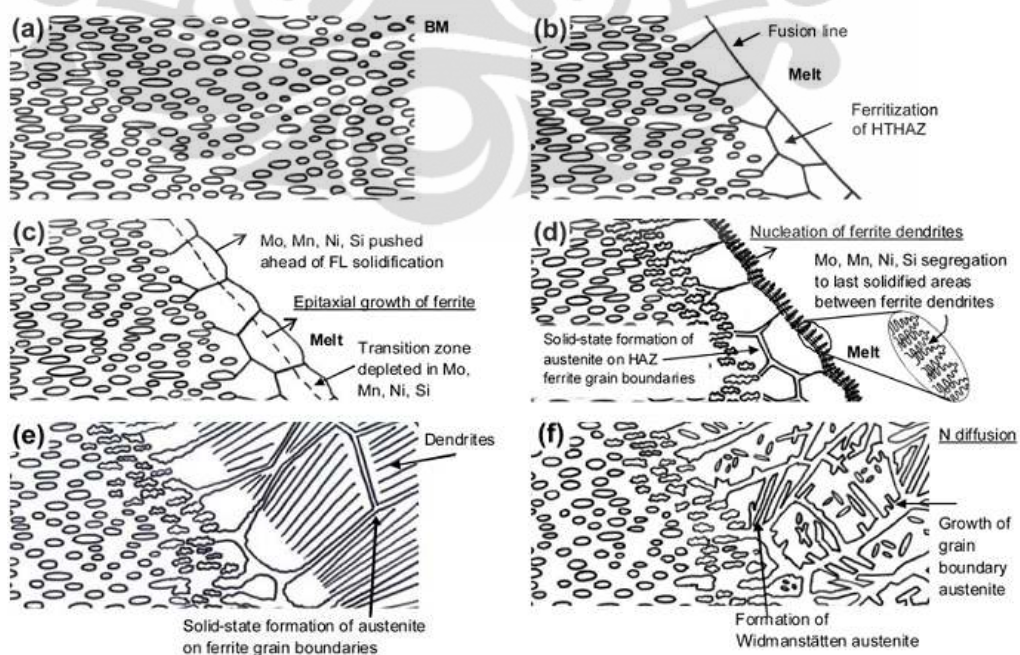 (a)
BM
(b)
Fusion line
Melt
Ferritization
of HTHAZ
(c)
Mo, Mn, Ni, Si pushed
ahead of FL solidification
Epitaxial growth of ferrite
Melt
Transition zone
depleted in Mo,
Mn, Ni, Si
(d)
Nucleation of ferrite dendrites
Mo, Mn, Ni, Si segregation
to last solidified areas
between ferrite dendrites
Solid-state formation of
austenite on HAZ
ferrite grain boundaries
Melt
(e)
Dendrites
Solid-state formation of austenite
on ferrite grain boundaries
(f)
N diffusion
Growth of
grain
boundary
austenite
Formation of
Widmanstätten austenite